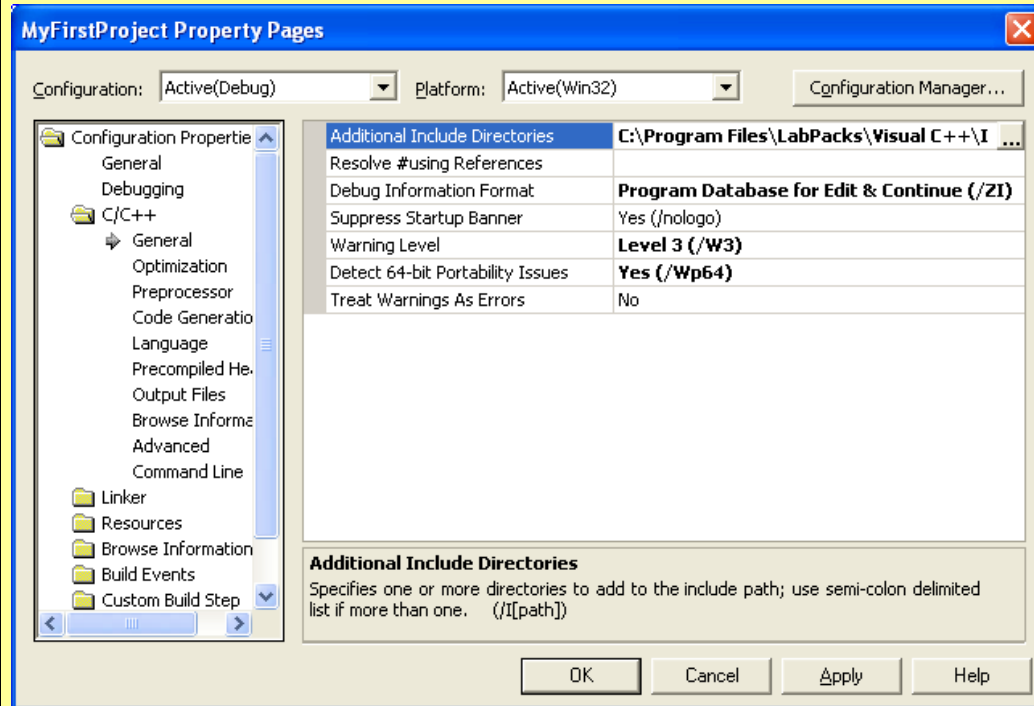 MyFirstProject Property Pages
Configuration: Active(Debug) Platform: Active(Win32) Configuration Manager...
Configuration Propertie
General
Debugging
C/C++
General
Optimization
Preprocessor
Code Generatio
Language
Precompiled He
Output Files
Browse Informa
Advanced
Command Line
Linker
Resources
Browse Information
Build Events
Custom Build Step
Additional Include Directories C:\Program Files\LabPacks\Visual C++\I ...
Resolve #using References
Debug Information Format Program Database for Edit & Continue (/ZI)
Suppress Startup Banner Yes (/nologo)
Warning Level Level 3 (/W3)
Detect 64-bit Portability Issues Yes (/Wp64)
Treat Warnings As Errors No
Additional Include Directories
Specifies one or more directories to add to the include path; use semi-colon delimited
list if more than one. (/I[path])
OK Cancel Apply Help